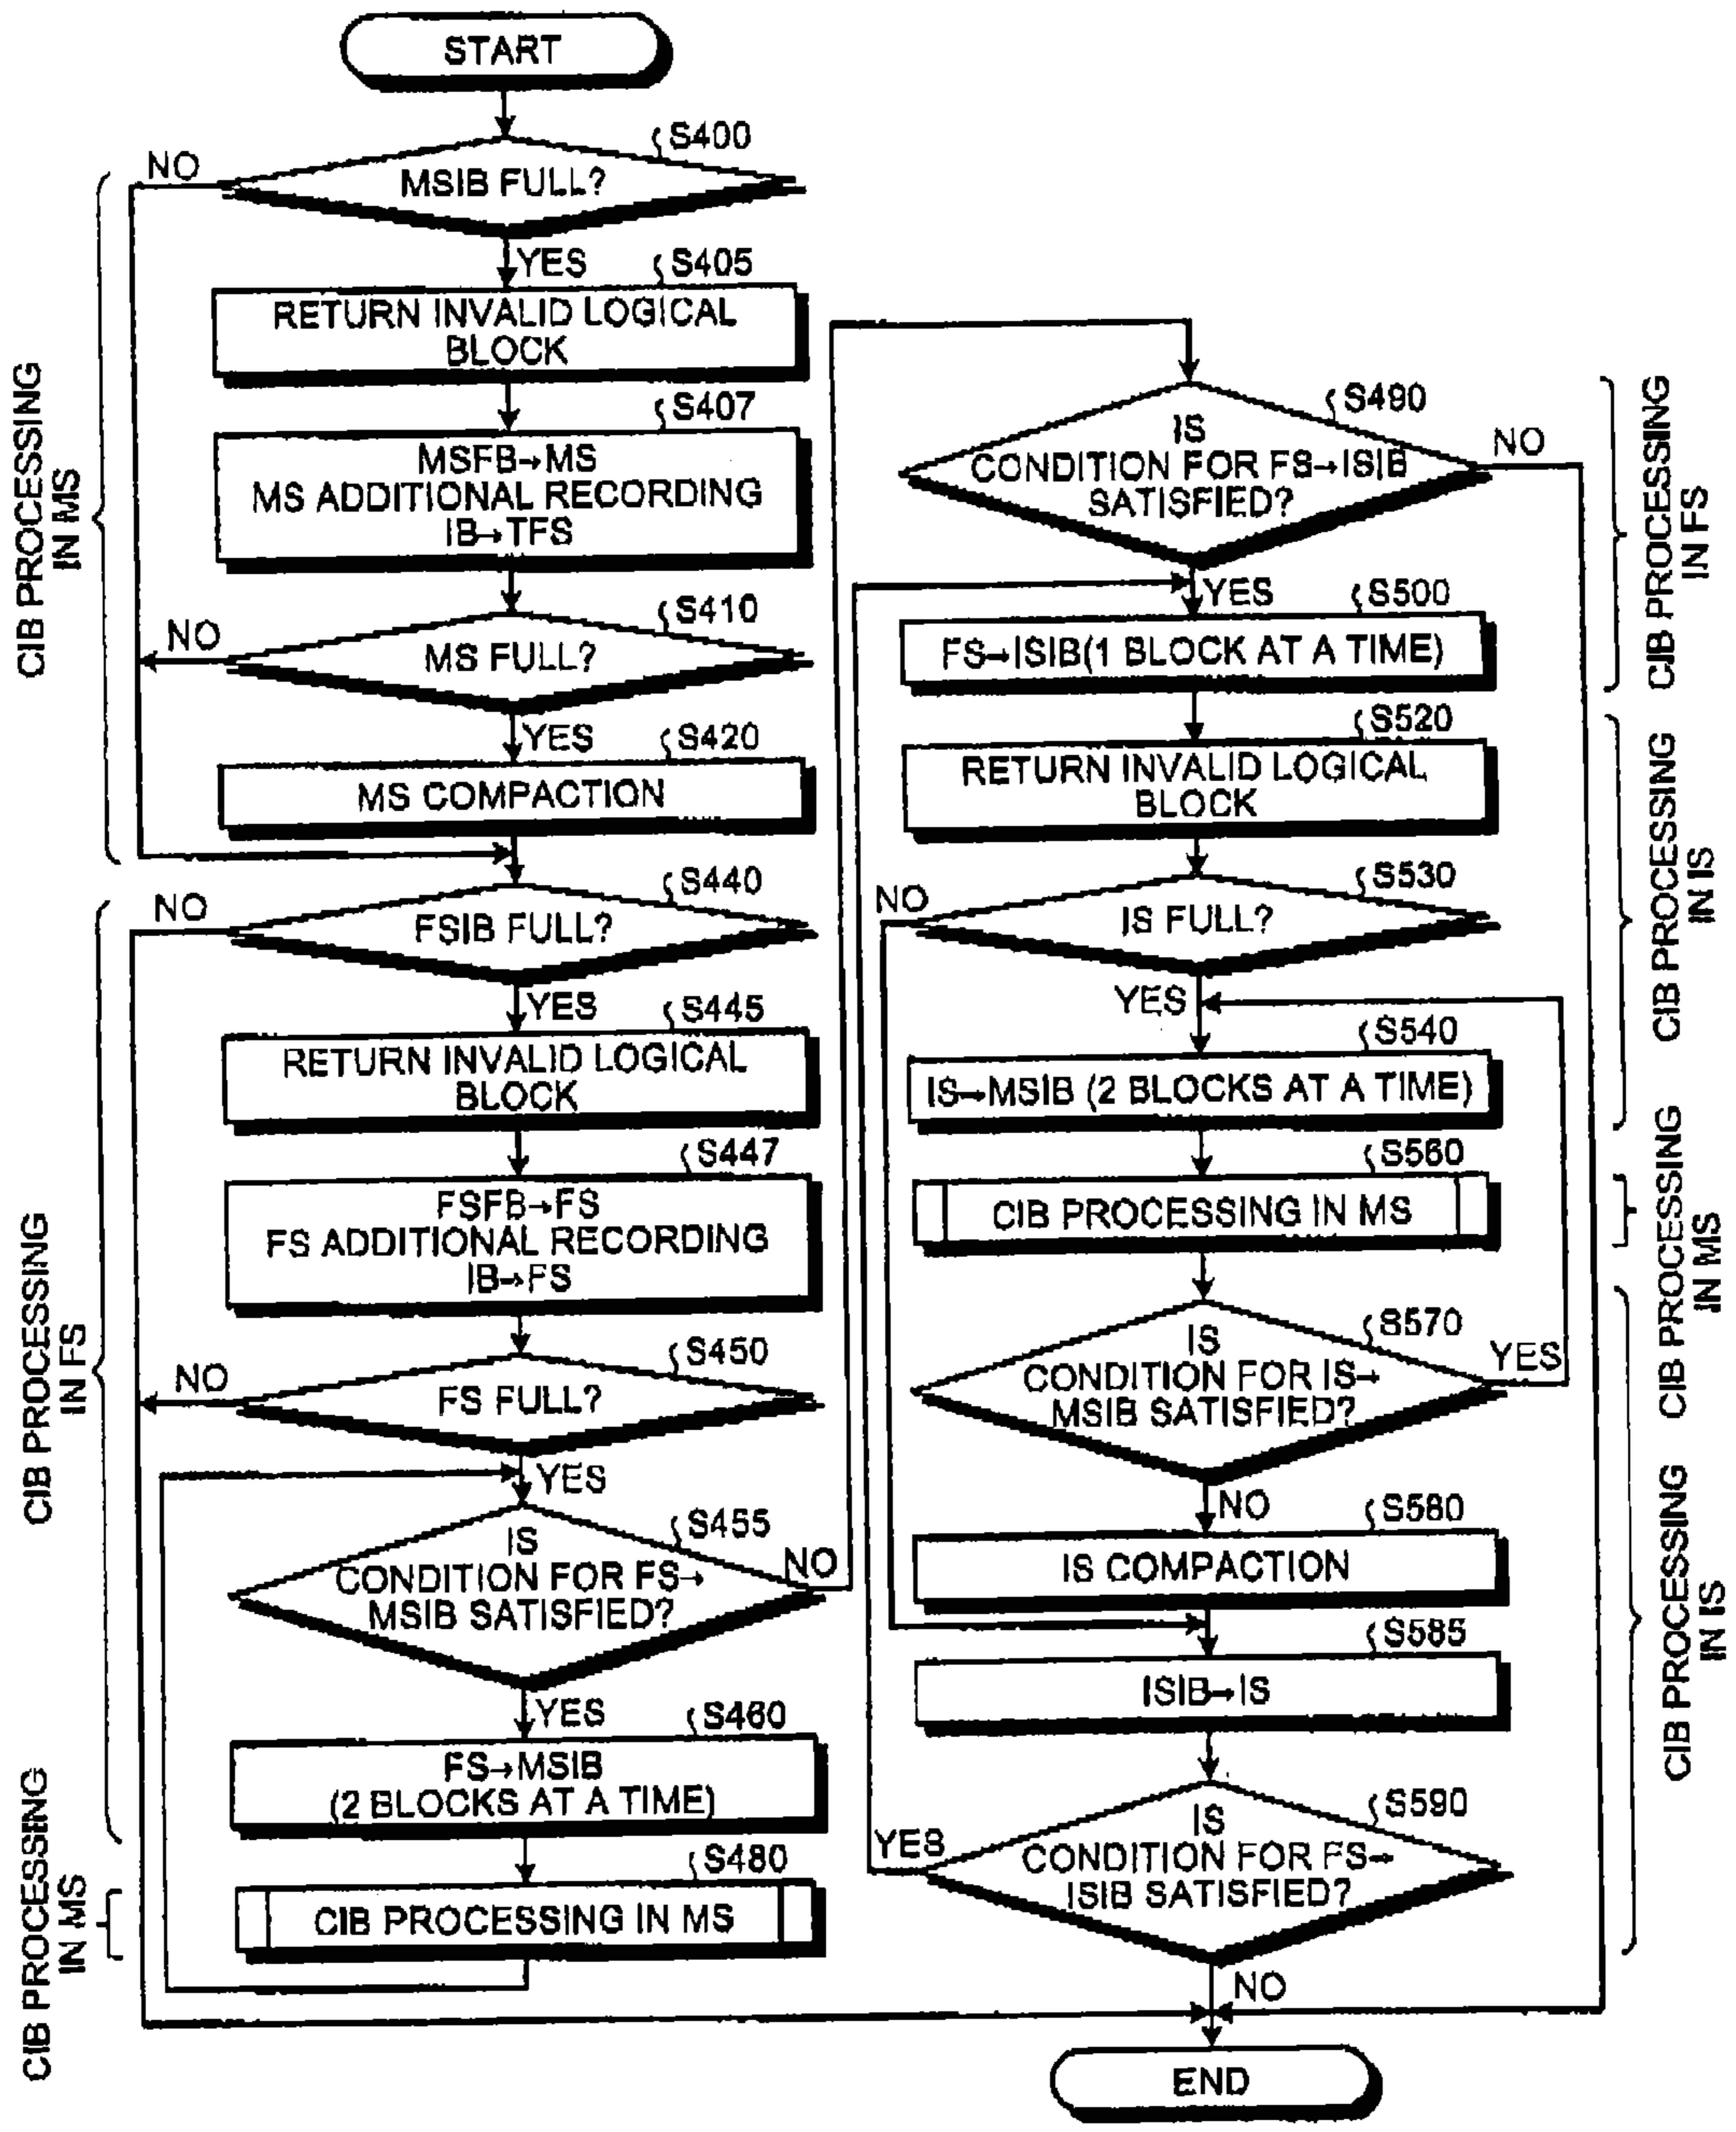 START
S400
NO
MSIB FULL?
YES
S405
RETURN INVALID LOGICAL
BLOCK
S407
MSFB→MS
MS ADDITIONAL RECORDING
IB→TFS
S410
NO
MS FULL?
YES
S420
MS COMPACTION
CIB PROCESSING
IN MS
S440
NO
FSIB FULL?
YES
S445
RETURN INVALID LOGICAL
BLOCK
S447
FSFB→FS
FS ADDITIONAL RECORDING
IB→FS
S450
NO
FS FULL?
YES
S455
IS
CONDITION FOR FS→
MSIB SATISFIED?
NO
YES
S460
FS→MSIB
(2 BLOCKS AT A TIME)
CIB PROCESSING
IN FS
S480
CIB PROCESSING IN MS
CIB PROCESSING
IN MS
S490
IS
CONDITION FOR FS→ISIB
SATISFIED?
NO
YES
S500
FS→ISIB(1 BLOCK AT A TIME)
CIB PROCESSING
IN FS
S520
RETURN INVALID LOGICAL
BLOCK
S530
NO
IS FULL?
YES
S540
IS→MSIB (2 BLOCKS AT A TIME)
CIB PROCESSING
IN IS
S560
CIB PROCESSING IN MS
CIB PROCESSING
IN MS
S570
IS
CONDITION FOR IS→
MSIB SATISFIED?
YES
NO
S580
IS COMPACTION
S585
ISIB→IS
S590
IS
CONDITION FOR FS→
ISIB SATISFIED?
YES
NO
CIB PROCESSING
IN IS
END